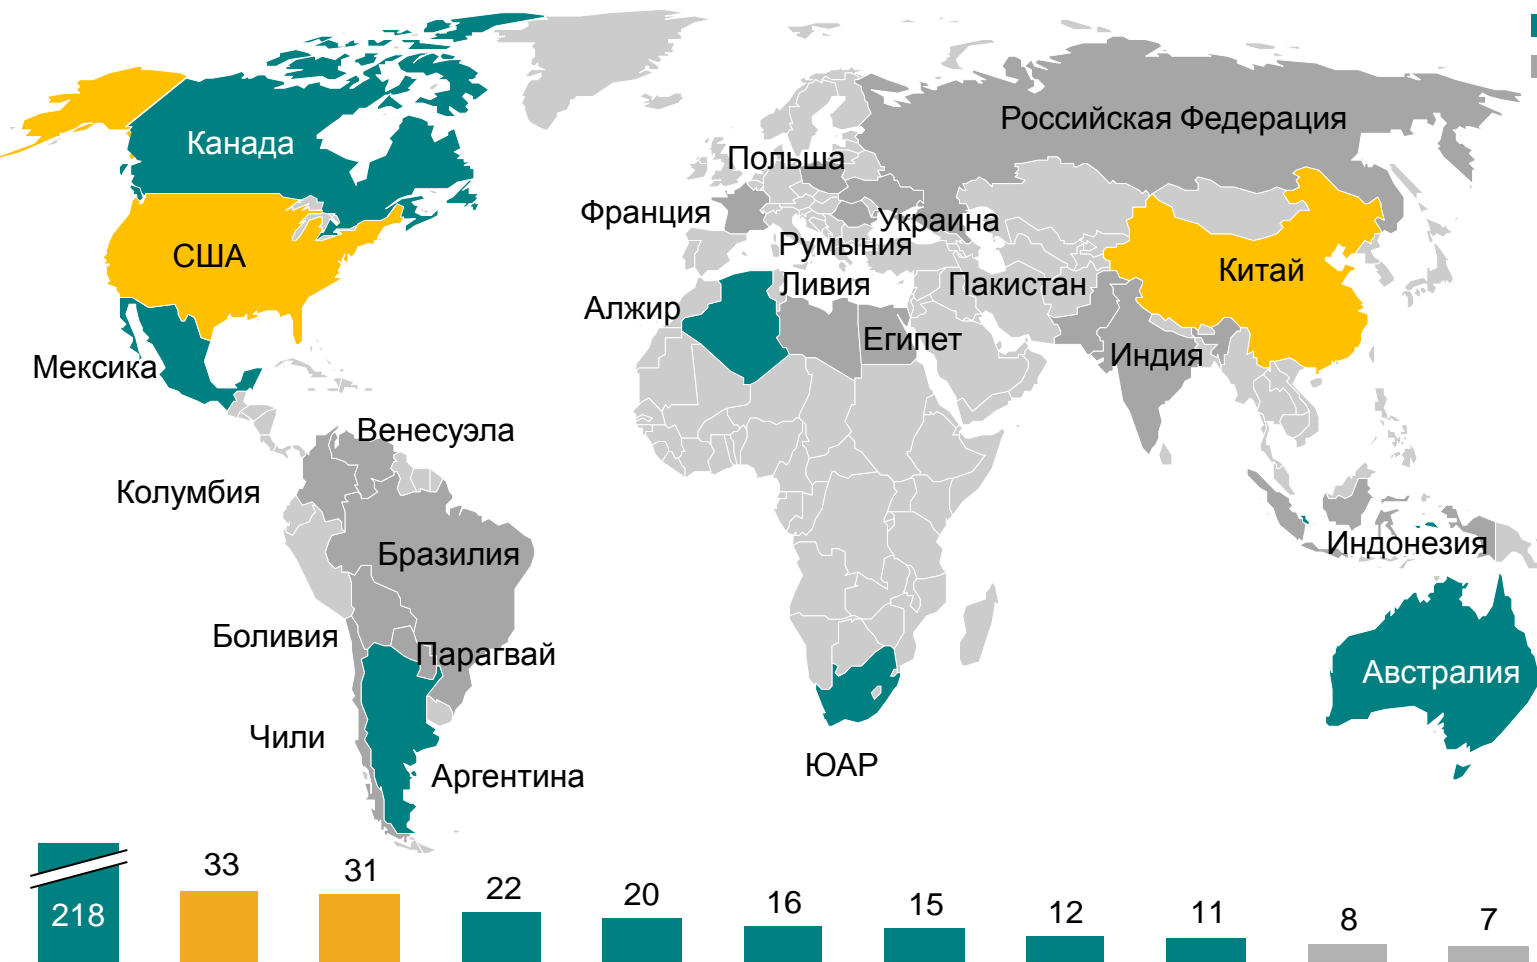 Российская Федерация
Канада
Польша
Франция
Украина
Румыния
США
Китай
Ливия
Пакистан
Алжир
Египет
Индия
Мексика
Венесуэла
Колумбия
Бразилия
Индонезия
Боливия
Парагвай
Австралия
Чили
ЮАР
Аргентина
218
33
31
22
20
16
15
12
11
8
7